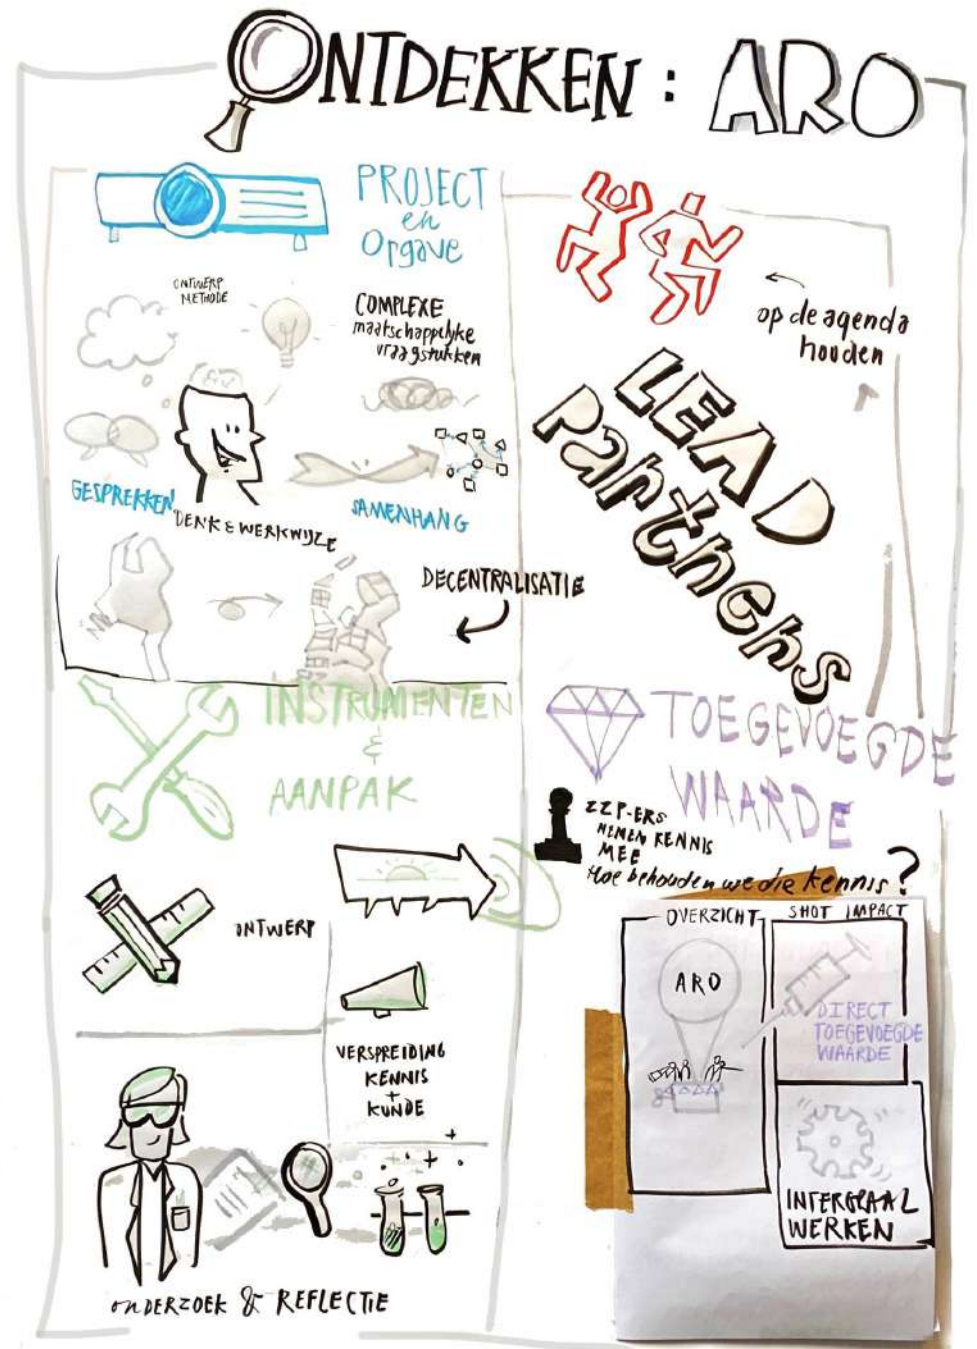 ONTDEKKEN: ARO
PROJECT
en
Opgave
ONTWERP
METHODE
COMPLEXE
maatschappelyke
vraagstukken
GESPREKKEN
DENK & WERKWIJZE
SAMENHANG
DECENTRALISATIE
op de agenda
houden
LEAD
Partners
INSTRUMENTEN
&
AANPAK
ONTWERP
VERSPREIDING
KENNIS
+
KUNDE
ONDERZOEK & REFLECTIE
TOEGEVOEGDE
WAARDE
ZZP-ERS
NEMEN KENNIS
MEE
Hoe behouden we die kennis?
OVERZICHT
ARO
SHOT IMPACT
DIRECT
TOEGEVOEGDE
WAARDE
INTERGRAAL
WERKEN